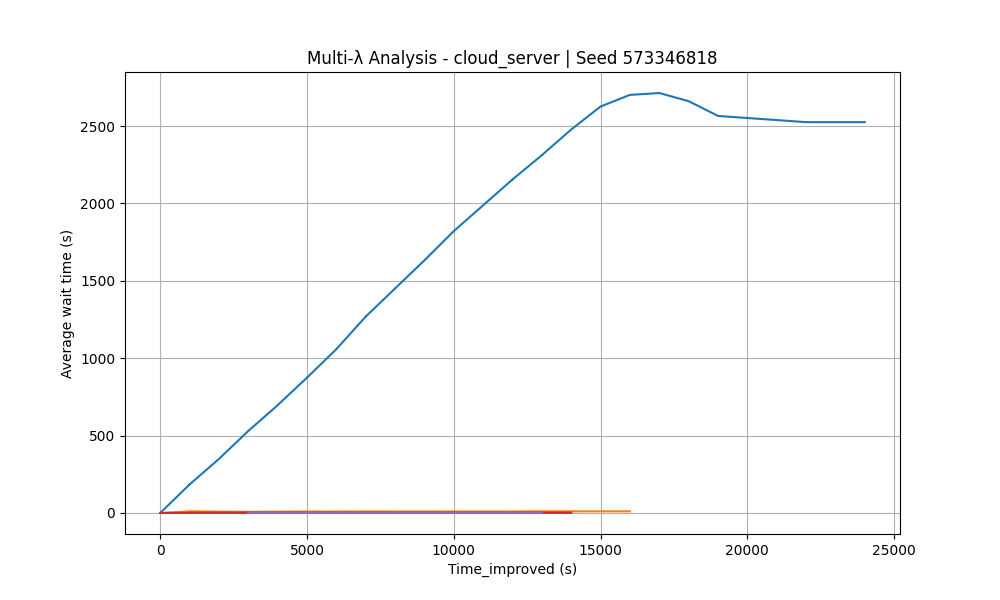 Multi-λ Analysis - cloud_server | Seed 573346818
Average wait time (s)
2500
2000
1500
1000
500
0
0 5000 10000 15000 20000 25000
Time_improved (s)